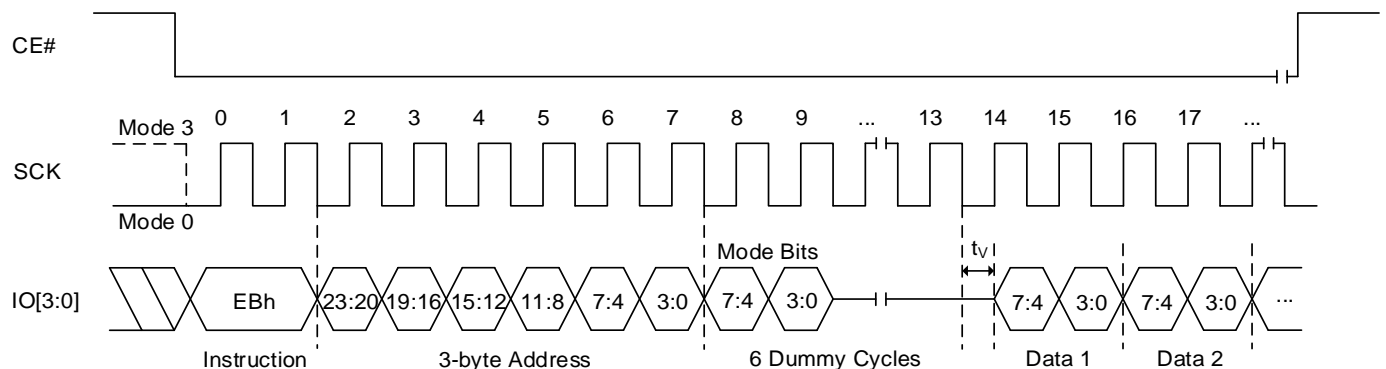 CE#
Mode 3
0 1 2 3 4 5 6 7 8 9 ... 13 14 15 16 17 ...
SCK
Mode 0
Mode Bits
tV
IO[3:0]
EBh 23:20 19:16 15:12 11:8 7:4 3:0 7:4 3:0 7:4 3:0 7:4 3:0 ...
Instruction 3-byte Address 6 Dummy Cycles Data 1 Data 2